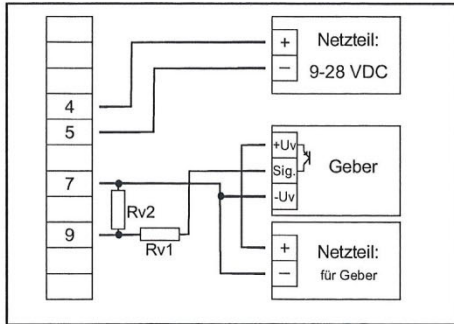 4
5
7
9
Rv2
Rv1
+
−
Netzteil:
9-28 VDC
+Uv
Sig.
-Uv
Geber
+
−
Netzteil:
für Geber